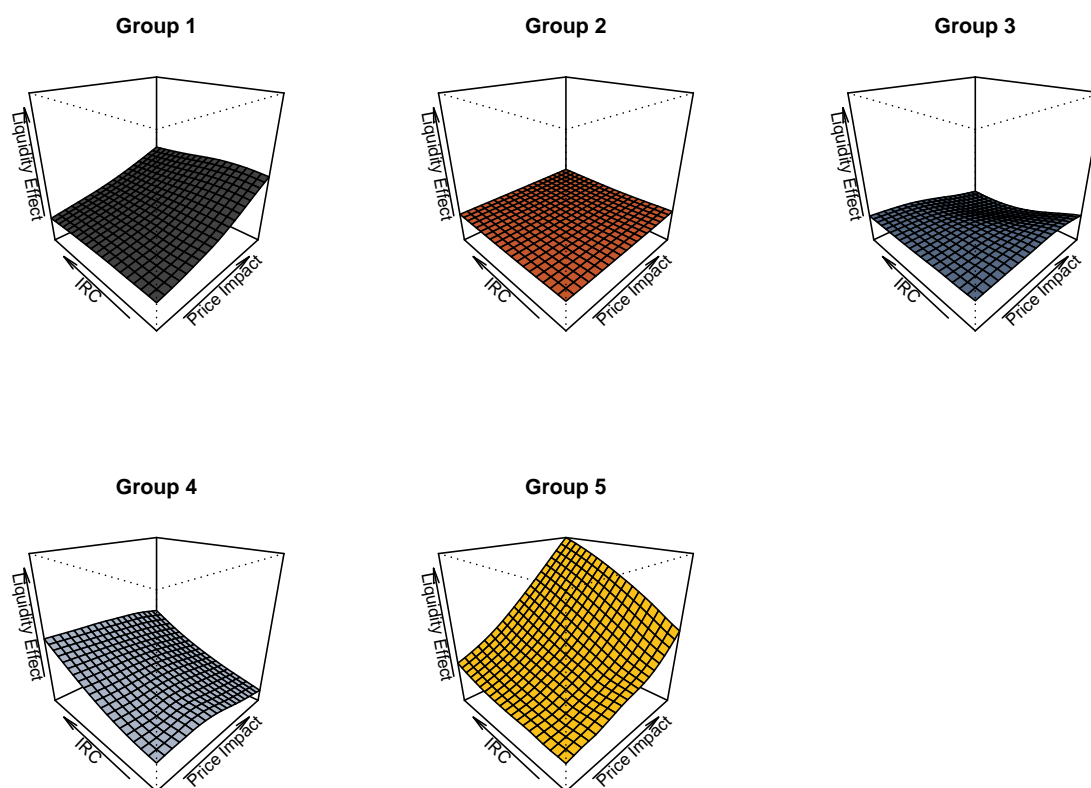 Group 1
Group 2
Group 3
Liquidity Effect
IRC
Price Impact
Liquidity Effect
IRC
Price Impact
Liquidity Effect
IRC
Price Impact
Group 4
Group 5
Liquidity Effect
IRC
Price Impact
Liquidity Effect
IRC
Price Impact